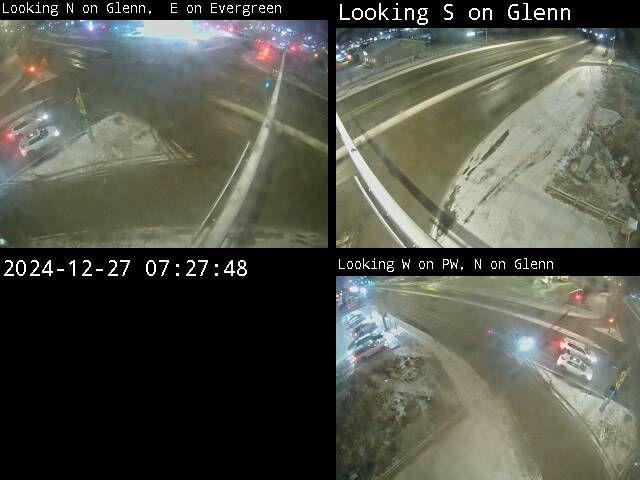 Looking N on Glenn, E on Evergreen
Looking S on Glenn
2024-12-27 07:27:48
Looking W on PW, N on Glenn